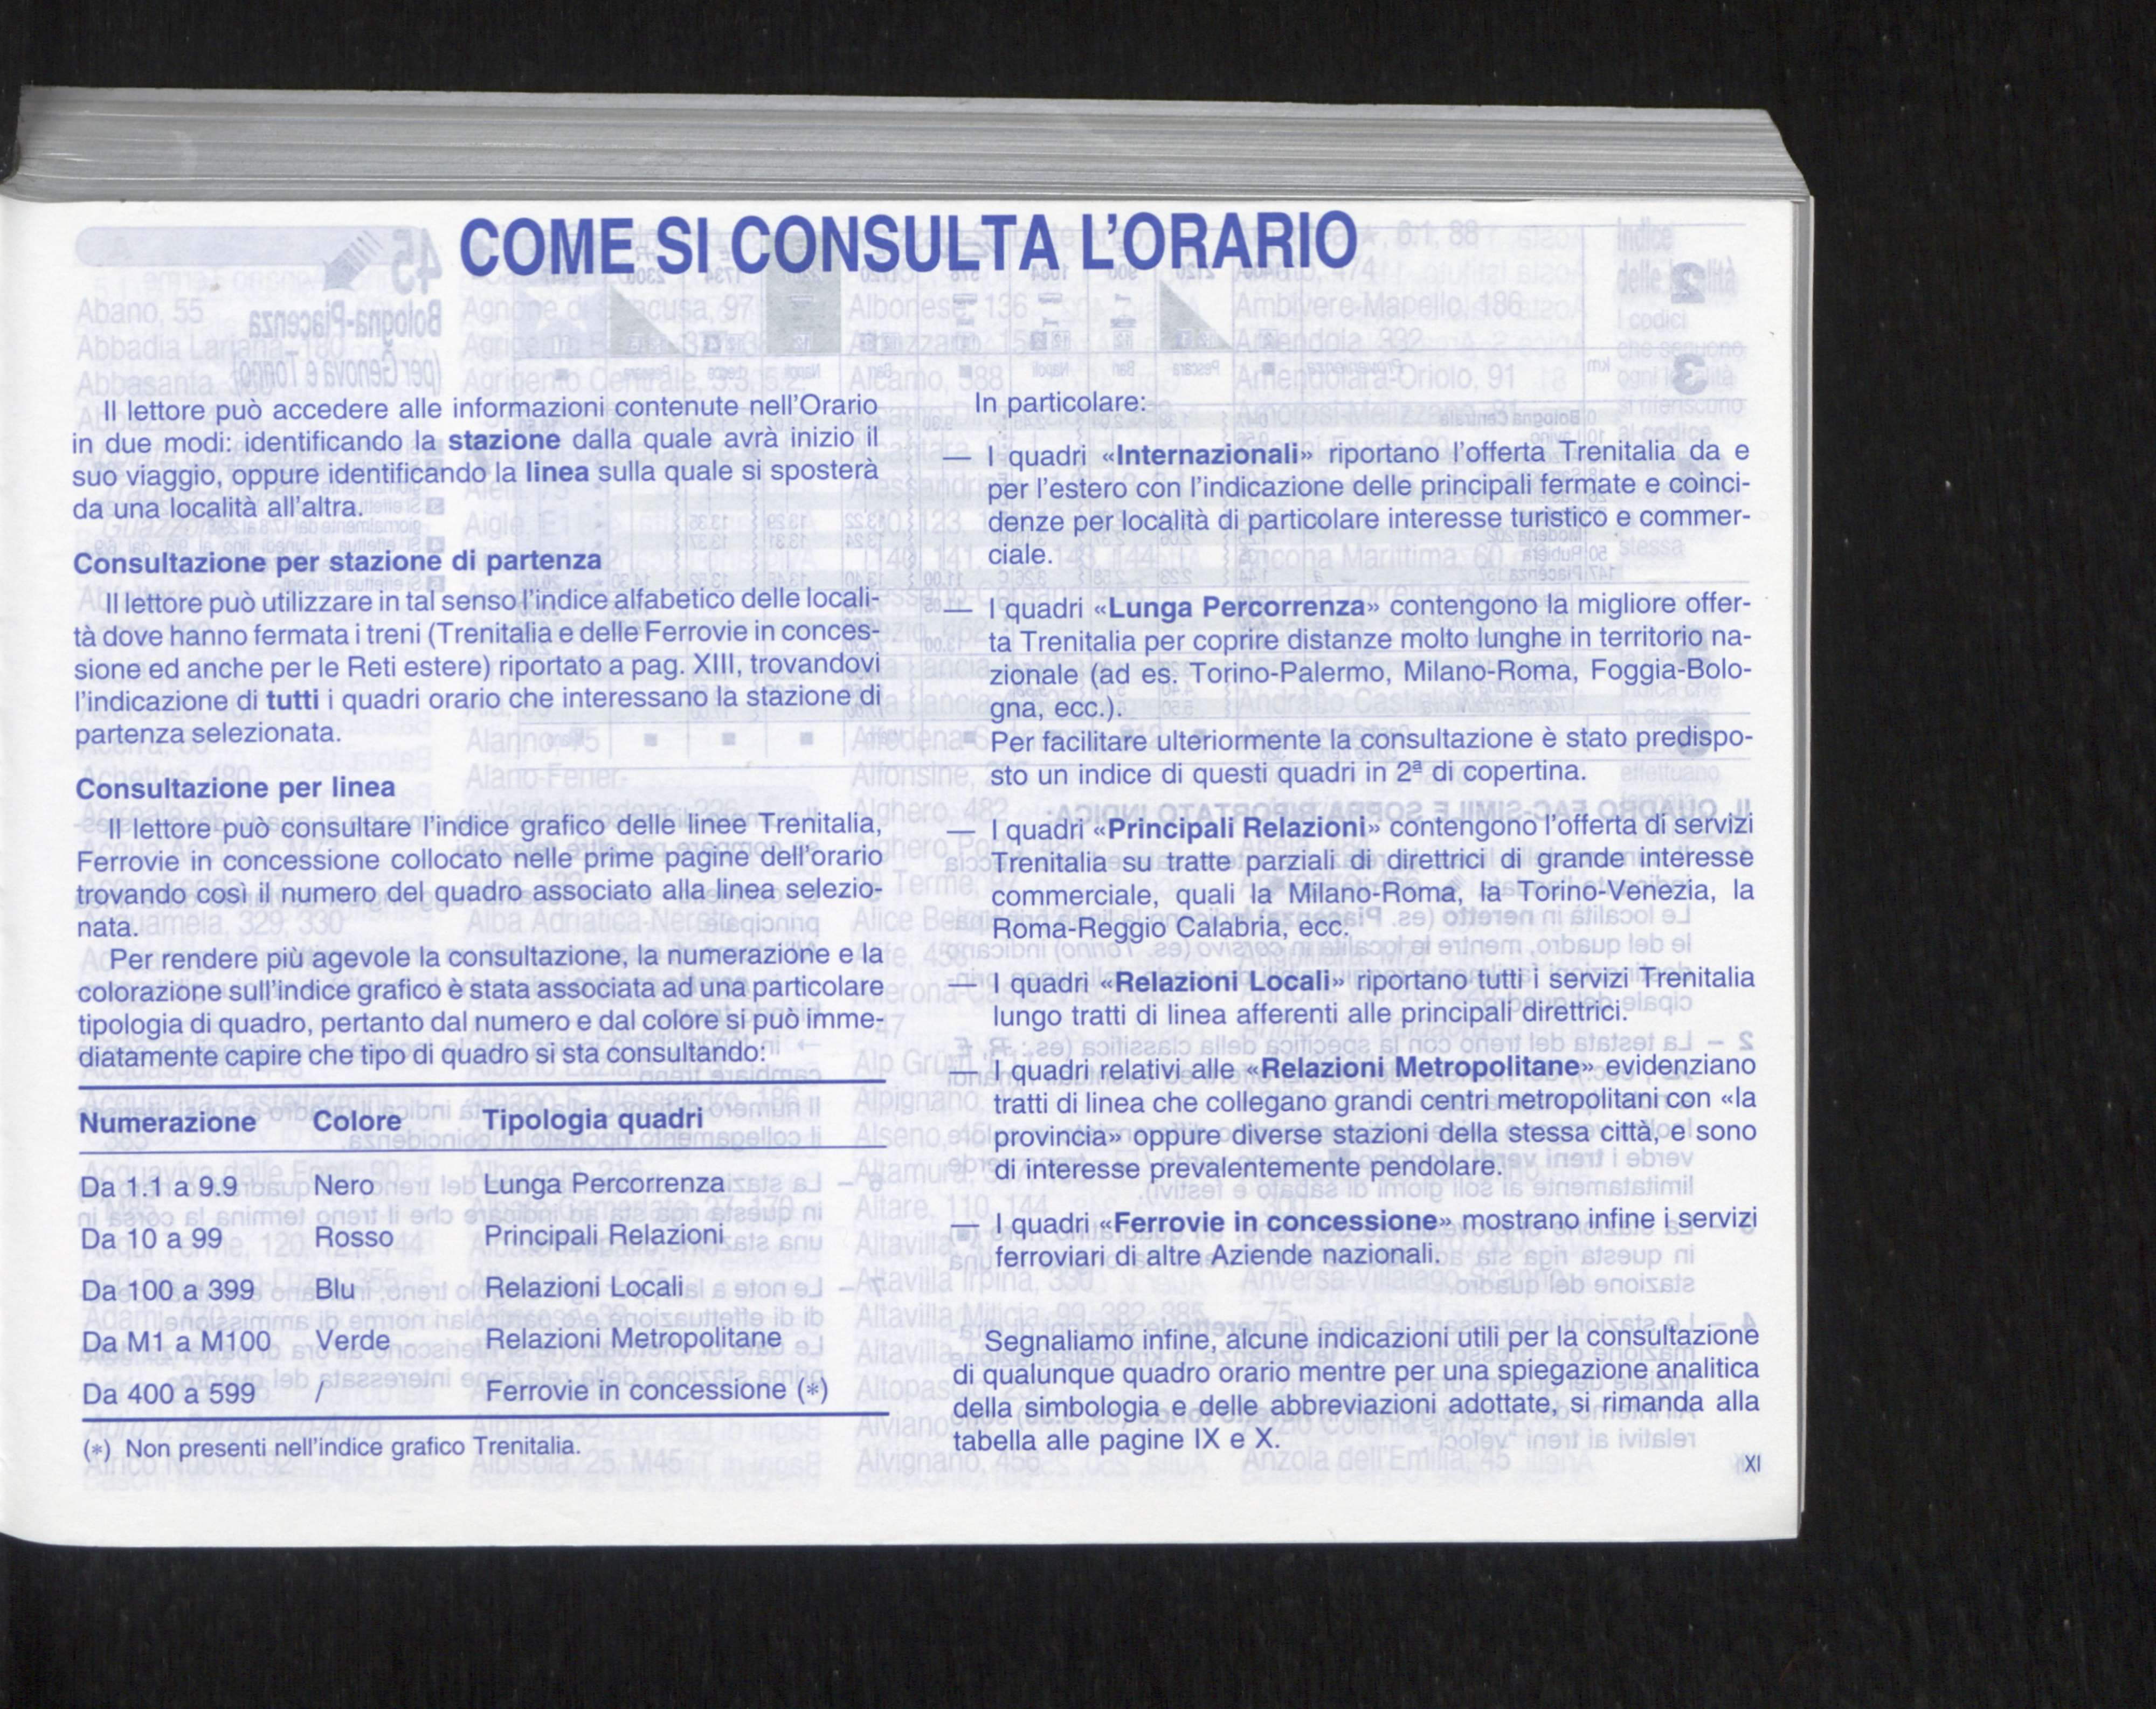 COME SI CONSULTA L'ORARIO
Il lettore può accedere alle informazioni contenute nell'Orario
in due modi: identificando la stazione dalla quale avrà inizio il
suo viaggio, oppure identificando la linea sulla quale si sposterà
da una località all'altra.
Consultazione per stazione di partenza
Il lettore può utilizzare in tal senso l'indice alfabetico delle locali-
tà dove hanno fermata i treni (Trenitalia e delle Ferrovie in conces-
sione ed anche per le Reti estere) riportato a pag. XIII, trovandovi
l'indicazione di tutti i quadri orario che interessano la stazione di
partenza selezionata.
Consultazione per linea
Il lettore può consultare l'indice grafico delle linee Trenitalia,
Ferrovie in concessione collocato nelle prime pagine dell'orario
trovando così il numero del quadro associato alla linea selezio-
nata.
Per rendere più agevole la consultazione, la numerazione e la
colorazione sull'indice grafico è stata associata ad una particolare
tipologia di quadro, pertanto dal numero e dal colore si può imme-
diatamente capire che tipo di quadro si sta consultando:
Numerazione Colore Tipologia quadri
Da 1.1 a 9.9 Nero Lunga Percorrenza
Da 10 a 99 Rosso Principali Relazioni
Da 100 a 399 Blu Relazioni Locali
Da M1 a M100 Verde Relazioni Metropolitane
Da 400 a 599 / Ferrovie in concessione (*)
(*) Non presenti nell'indice grafico Trenitalia.
In particolare:
— I quadri «Internazionali» riportano l'offerta Trenitalia da e
per l'estero con l'indicazione delle principali fermate e coinci-
denze per località di particolare interesse turistico e commer-
ciale.
— I quadri «Lunga Percorrenza» contengono la migliore offer-
ta Trenitalia per coprire distanze molto lunghe in territorio na-
zionale (ad es. Torino-Palermo, Milano-Roma, Foggia-Bolo-
gna, ecc.).
Per facilitare ulteriormente la consultazione è stato predispo-
sto un indice di questi quadri in 2ª di copertina.
— I quadri «Principali Relazioni» contengono l'offerta di servizi
Trenitalia su tratte parziali di direttrici di grande interesse
commerciale, quali la Milano-Roma, la Torino-Venezia, la
Roma-Reggio Calabria, ecc.
— I quadri «Relazioni Locali» riportano tutti i servizi Trenitalia
lungo tratti di linea afferenti alle principali direttrici.
— I quadri relativi alle «Relazioni Metropolitane» evidenziano
tratti di linea che collegano grandi centri metropolitani con «la
provincia» oppure diverse stazioni della stessa città, e sono
di interesse prevalentemente pendolare.
— I quadri «Ferrovie in concessione» mostrano infine i servizi
ferroviari di altre Aziende nazionali.
Segnaliamo infine, alcune indicazioni utili per la consultazione
di qualunque quadro orario mentre per una spiegazione analitica
della simbologia e delle abbreviazioni adottate, si rimanda alla
tabella alle pagine IX e X.
XI